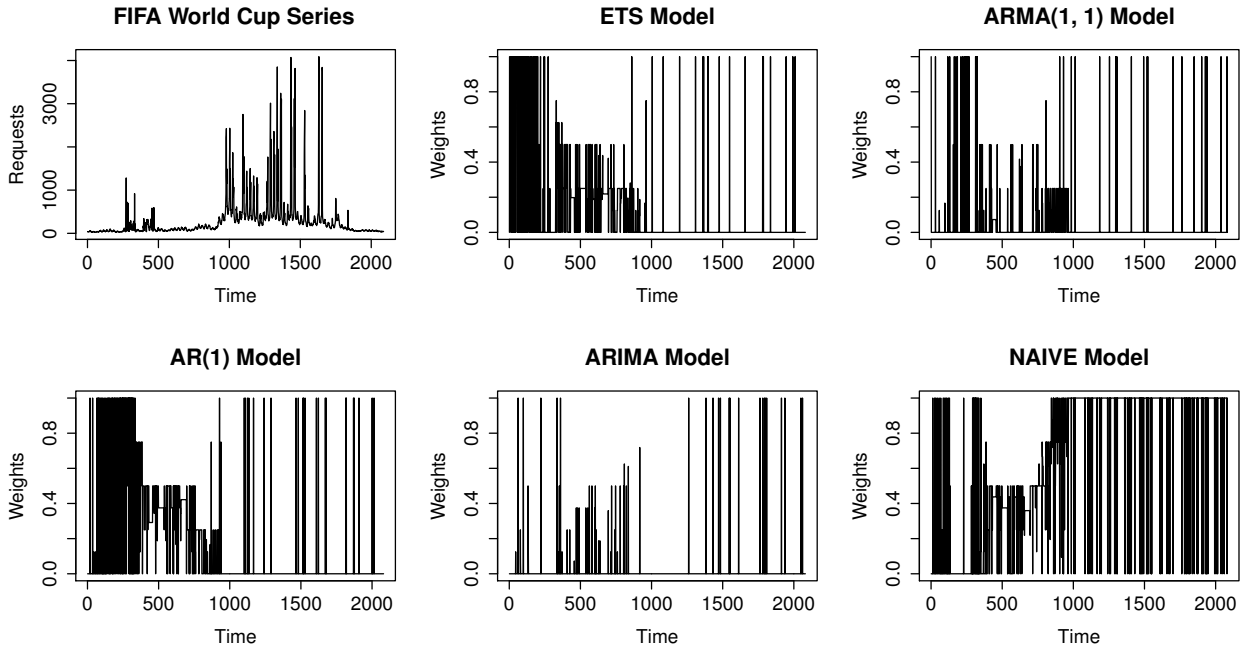 FIFA World Cup Series
Requests
0 1000 3000
0 500 1000 1500 2000
Time
ETS Model
Weights
0.0 0.4 0.8
0 500 1000 1500 2000
Time
ARMA(1, 1) Model
Weights
0.0 0.4 0.8
0 500 1000 1500 2000
Time
AR(1) Model
Weights
0.0 0.4 0.8
0 500 1000 1500 2000
Time
ARIMA Model
Weights
0.0 0.4 0.8
0 500 1000 1500 2000
Time
NAIVE Model
Weights
0.0 0.4 0.8
0 500 1000 1500 2000
Time